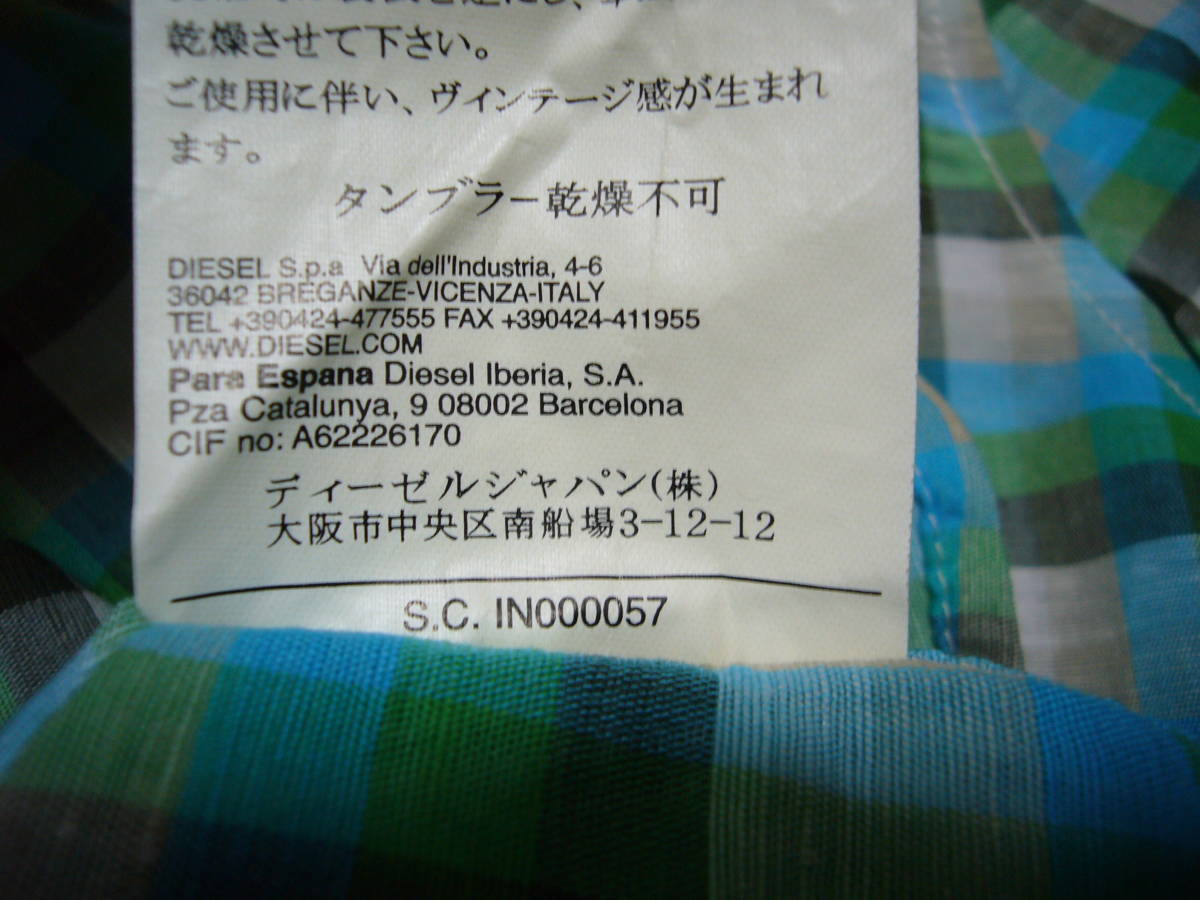 乾燥させて下さい。
ご使用に伴い、ヴィンテージ感が生まれ
ます。
タンブラー乾燥不可
DIESEL S.p.a Via dell'Industria, 4-6
36042 BREGANZE-VICENZA-ITALY
TEL +390424-477555 FAX +390424-411955
WWW.DIESEL.COM
Para Espana Diesel Iberia, S.A.
Pza Catalunya, 9 08002 Barcelona
CIF no: A62226170
ディーゼルジャパン(株)
大阪市中央区南船場3-12-12
S.C. IN000057